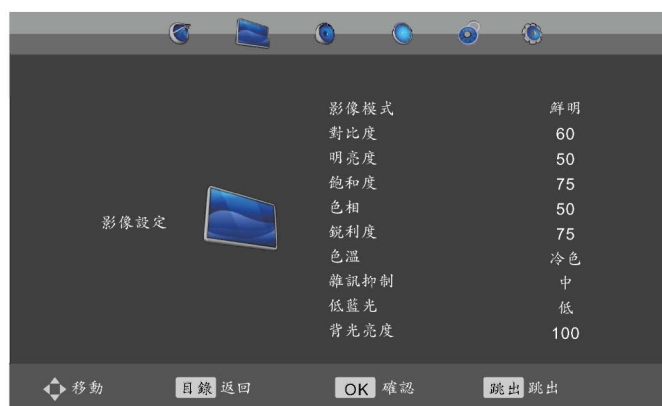 影像模式 鮮明
對比度 60
明亮度 50
飽和度 75
色相 50
影像設定
銳利度 75
色溫 冷色
雜訊抑制 中
低藍光 低
背光亮度 100
移動 目錄 返回 OK 確認 跳出 跳出